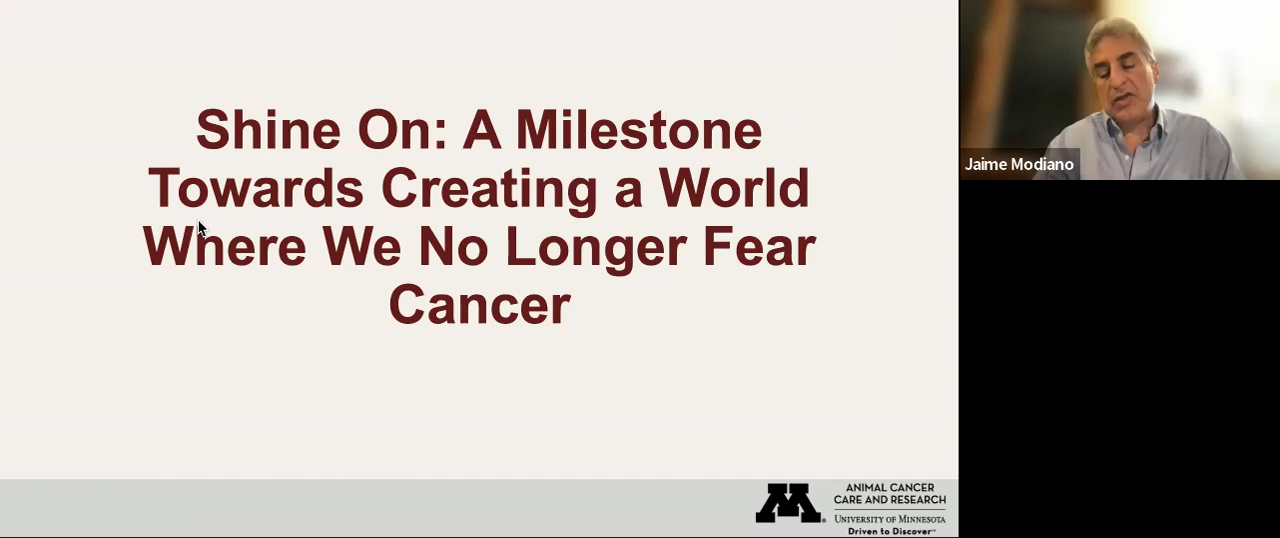 Shine On: A Milestone
Towards Creating a World
Where We No Longer Fear
Cancer
Jaime Modiano
M
ANIMAL CANCER
CARE AND RESEARCH
UNIVERSITY OF MINNESOTA
Driven to Discover℠